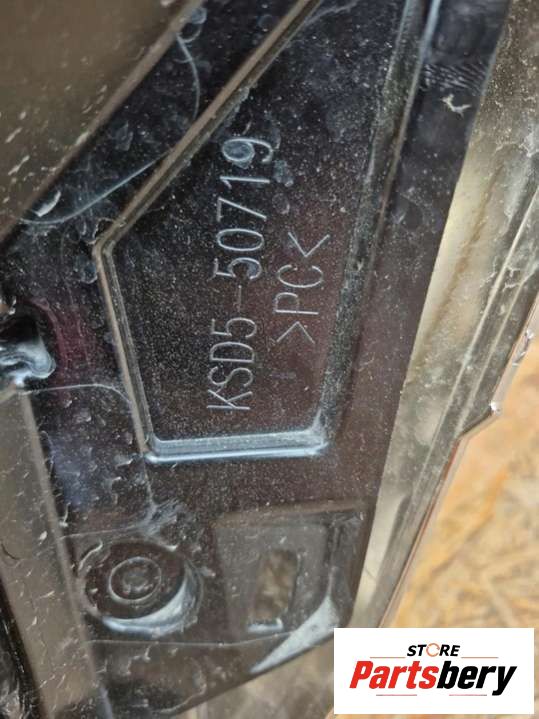 KSD5-50719
>PC<
STORE
Partsbery